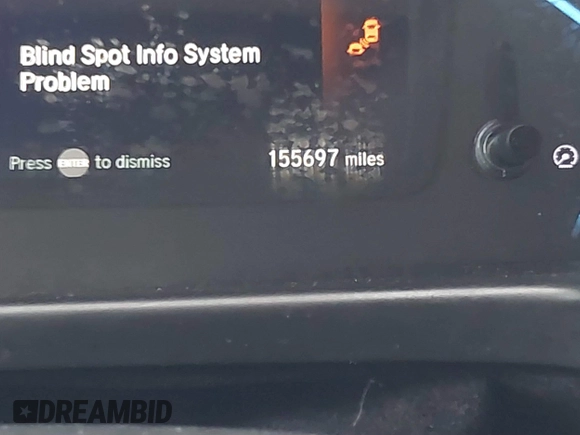 Blind Spot Info System
Problem
Press ENTER to dismiss
155697 miles
DREAMBID